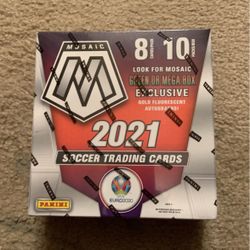 MOSAIC
8 10
LOOK FOR MOSAIC
GREEN OR MEGA BOX
EXCLUSIVE
GOLD FLUORESCENT
AUTOGRAPHS!
2021
SOCCER TRADING CARDS
PANINI
EURO2020